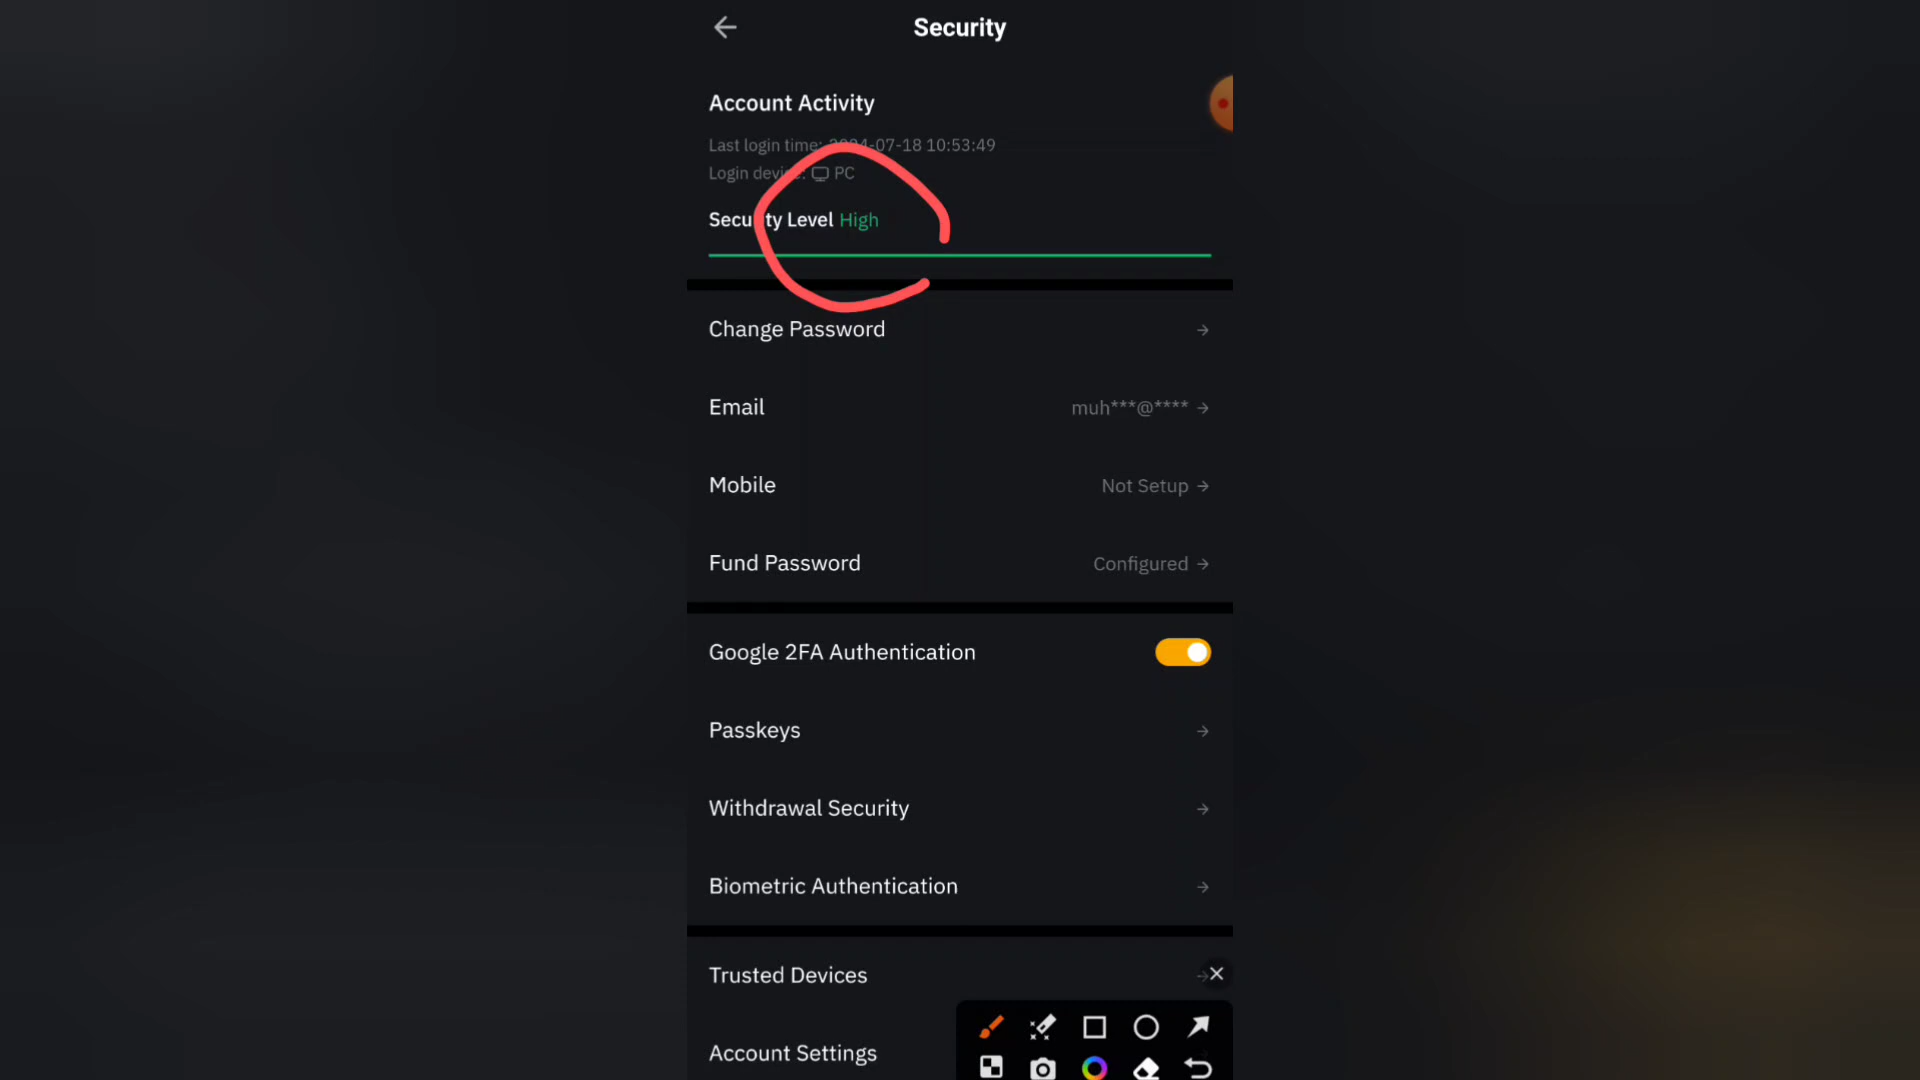 Security
Account Activity
Last login time: 2024-07-18 10:53:49
Login device: PC
Security Level High
Change Password
Email muh***@****
Mobile Not Setup
Fund Password Configured
Google 2FA Authentication
Passkeys
Withdrawal Security
Biometric Authentication
Trusted Devices
Account Settings